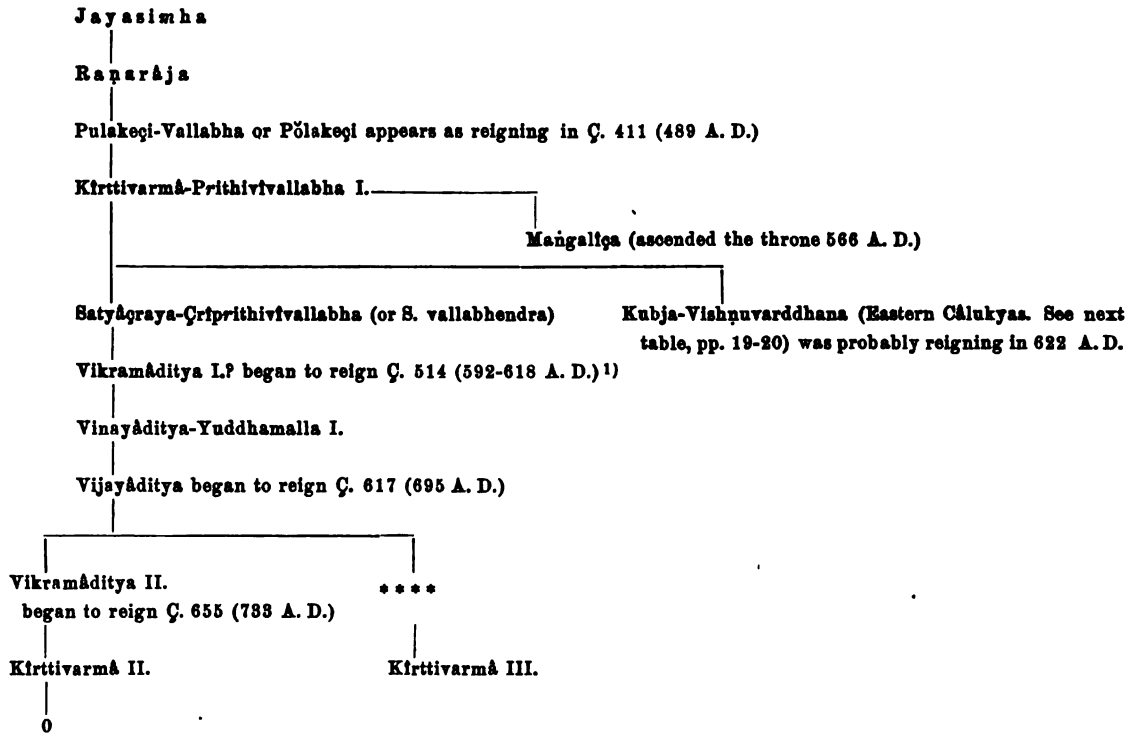 Jayasimha
Raṇarâja
Pulakeçi-Vallabha or Pŏlakeçi appears as reigning in Ç. 411 (489 A. D.)
Kîrttivarmâ-Prithivîvallabha I.
Maṅgalîça (ascended the throne 566 A. D.)
Satyâçraya-Çrîprithivîvallabha (or S. vallabhendra)
Kubja-Vishṇuvarddhana (Eastern Câlukyas. See next
table, pp. 19-20) was probably reigning in 622 A. D.
Vikramâditya I.? began to reign Ç. 514 (592-618 A. D.) 1)
Vinayâditya-Yuddhamalla I.
Vijayâditya began to reign Ç. 617 (695 A. D.)
Vikramâditya II.
began to reign Ç. 655 (733 A. D.)
****
Kîrttivarmâ II.
Kîrttivarmâ III.
0